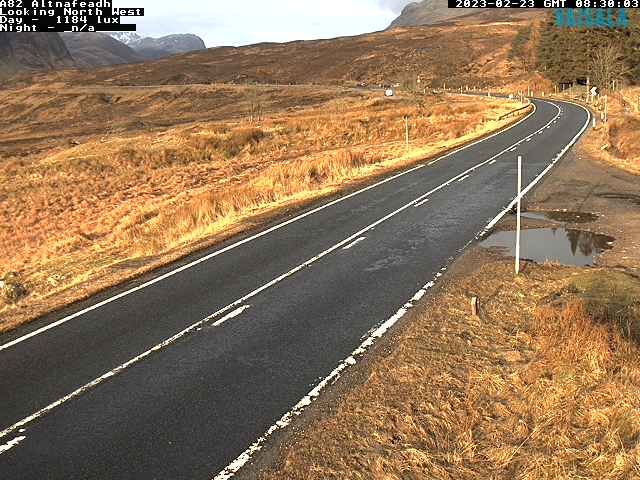 A82 Altnafeadh
2023-02-23 GMT 08:30:03
Looking North West
VAISALA
Day - 1184 lux
Night - n/a